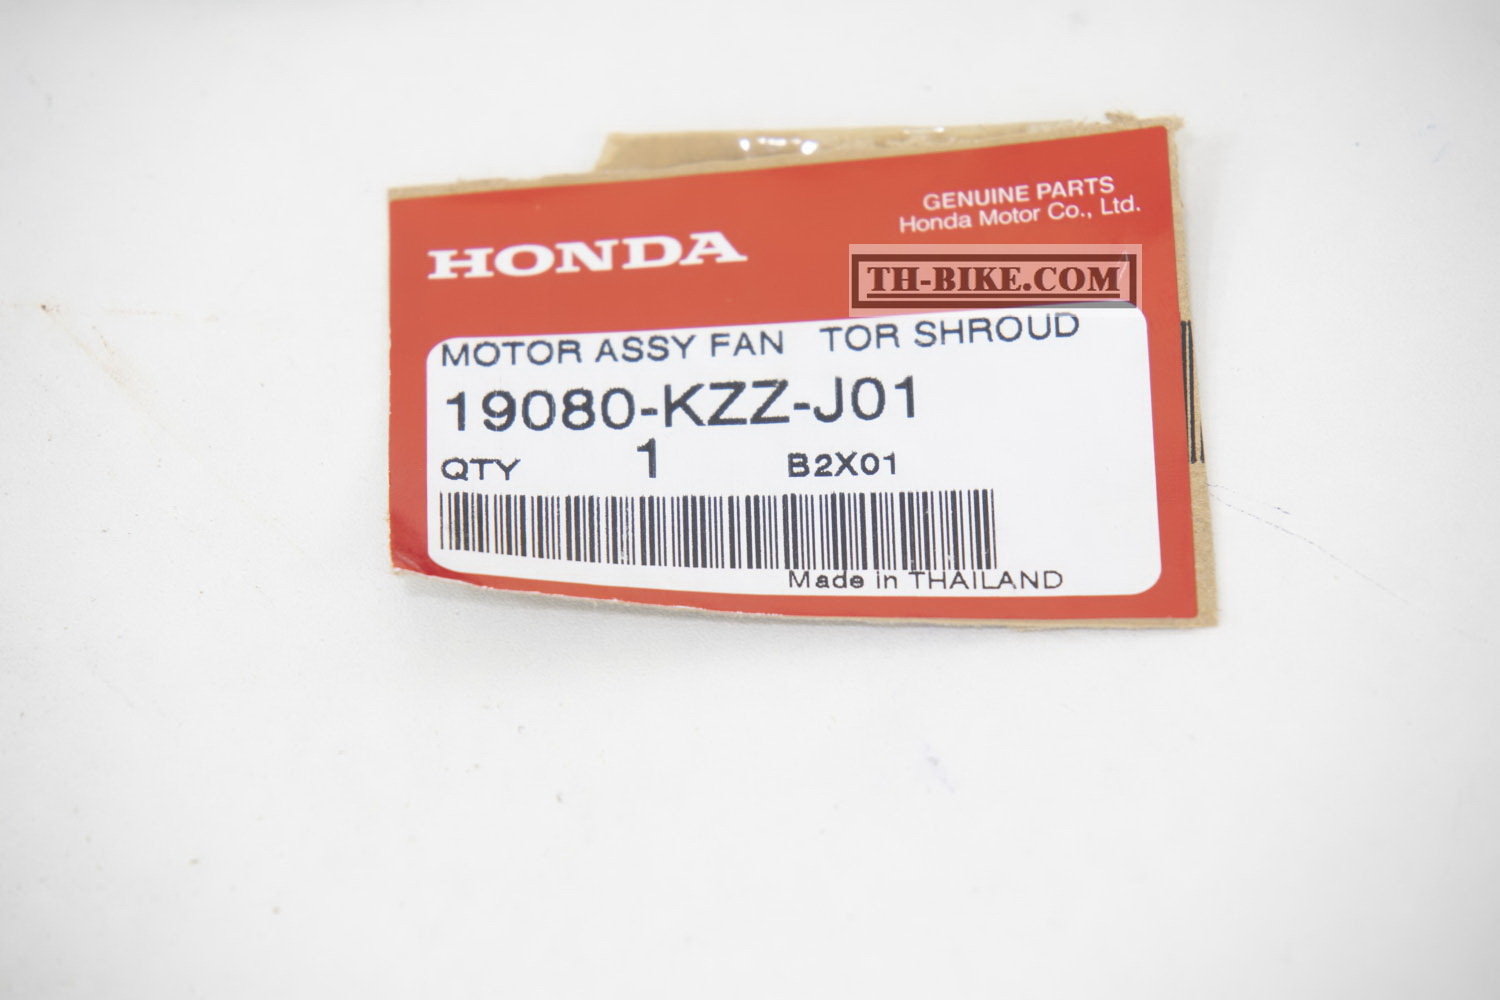 GENUINE PARTS
Honda Motor Co., Ltd.
HONDA
TH-BIKE.COM
MOTOR ASSY FAN TOR SHROUD
19080-KZZ-J01
QTY 1 B2X01
Made in THAILAND